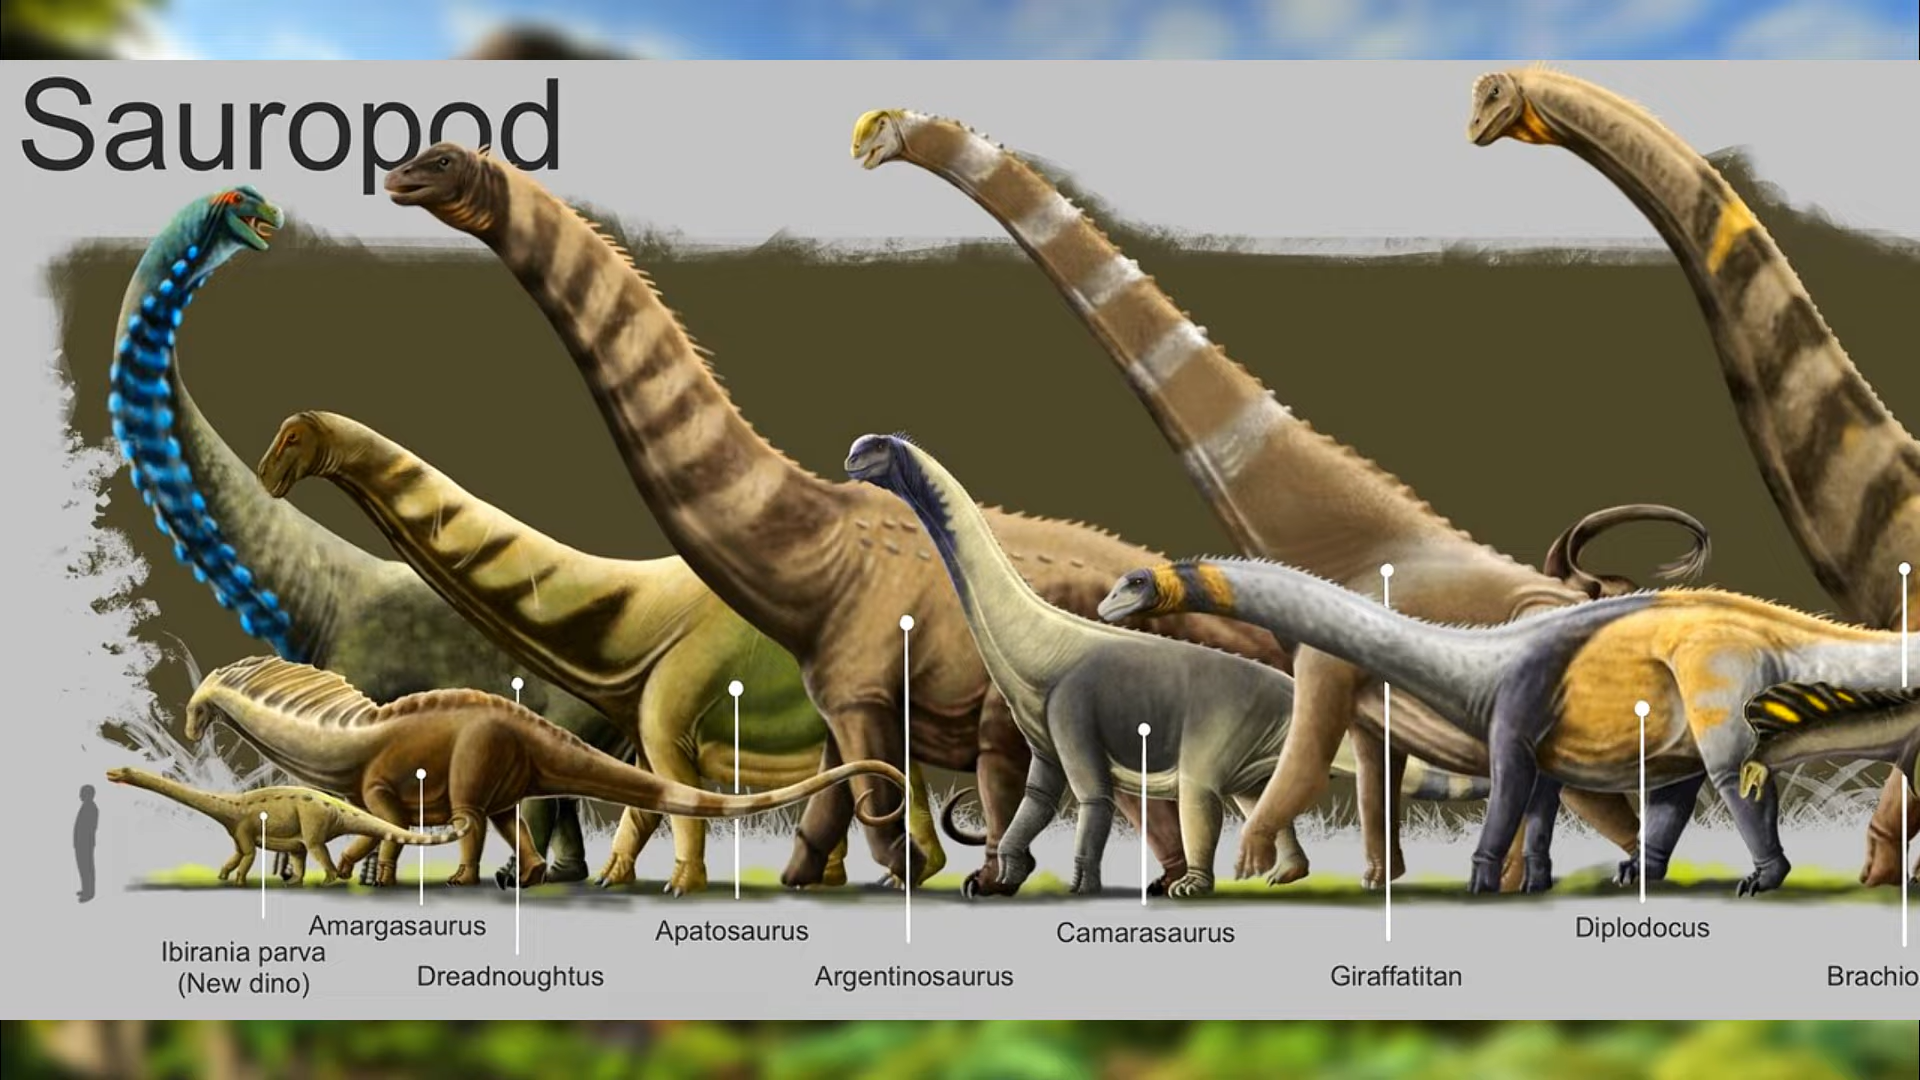 Sauropod
Amargasaurus
Ibirania parva
(New dino)
Dreadnoughtus
Apatosaurus
Argentinosaurus
Camarasaurus
Giraffatitan
Diplodocus
Brachio